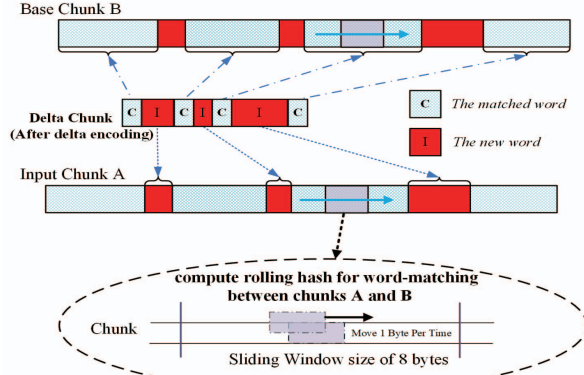 Base Chunk B
C I C I C I C
Delta Chunk
(After delta encoding)
C The matched word
I The new word
Input Chunk A
compute rolling hash for word-matching
between chunks A and B
Chunk
Move 1 Byte Per Time
Sliding Window size of 8 bytes